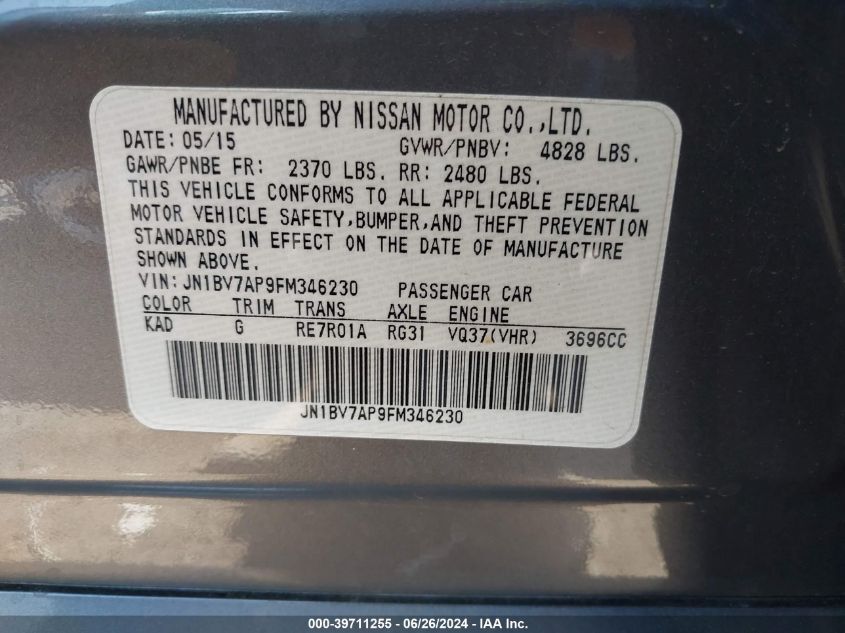 MANUFACTURED BY NISSAN MOTOR CO.,LTD.
DATE: 05/15 GVWR/PNBV: 4828 LBS.
GAWR/PNBE FR: 2370 LBS. RR: 2480 LBS.
THIS VEHICLE CONFORMS TO ALL APPLICABLE FEDERAL
MOTOR VEHICLE SAFETY,BUMPER,AND THEFT PREVENTION
STANDARDS IN EFFECT ON THE DATE OF MANUFACTURE
SHOWN ABOVE.
VIN: JN1BV7AP9FM346230 PASSENGER CAR
COLOR TRIM TRANS AXLE ENGINE
KAD G RE7R01A RG31 VQ37(VHR) 3696CC
JN1BV7AP9FM346230
000-39711255 - 06/26/2024 - IAAI Inc.